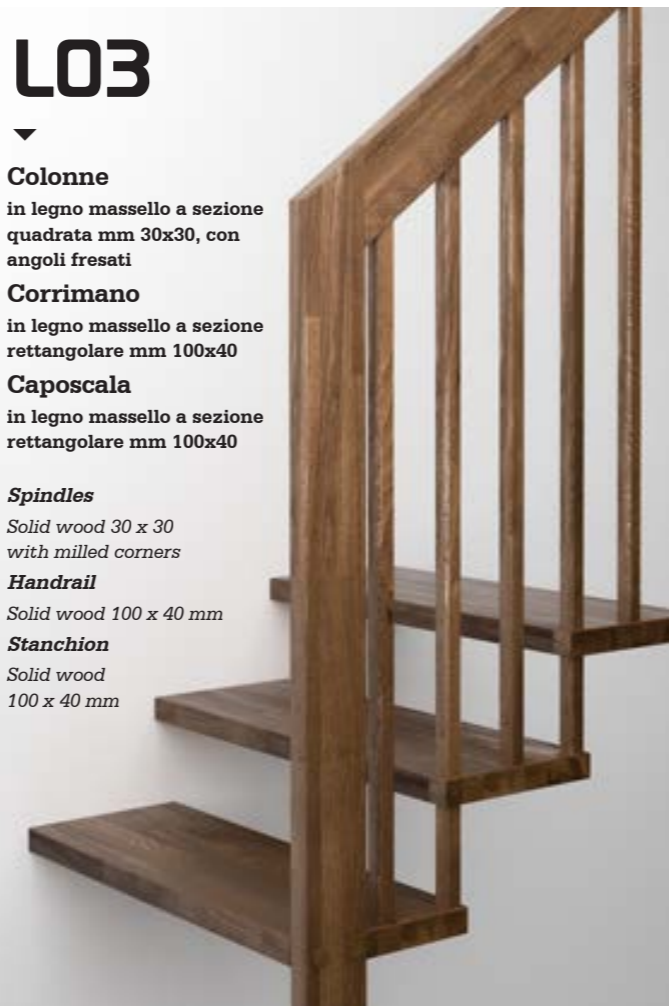 L03
Colonne
in legno massello a sezione
quadrata mm 30x30, con
angoli fresati
Corrimano
in legno massello a sezione
rettangolare mm 100x40
Caposcala
in legno massello a sezione
rettangolare mm 100x40
Spindles
Solid wood 30 x 30
with milled corners
Handrail
Solid wood 100 x 40 mm
Stanchion
Solid wood
100 x 40 mm